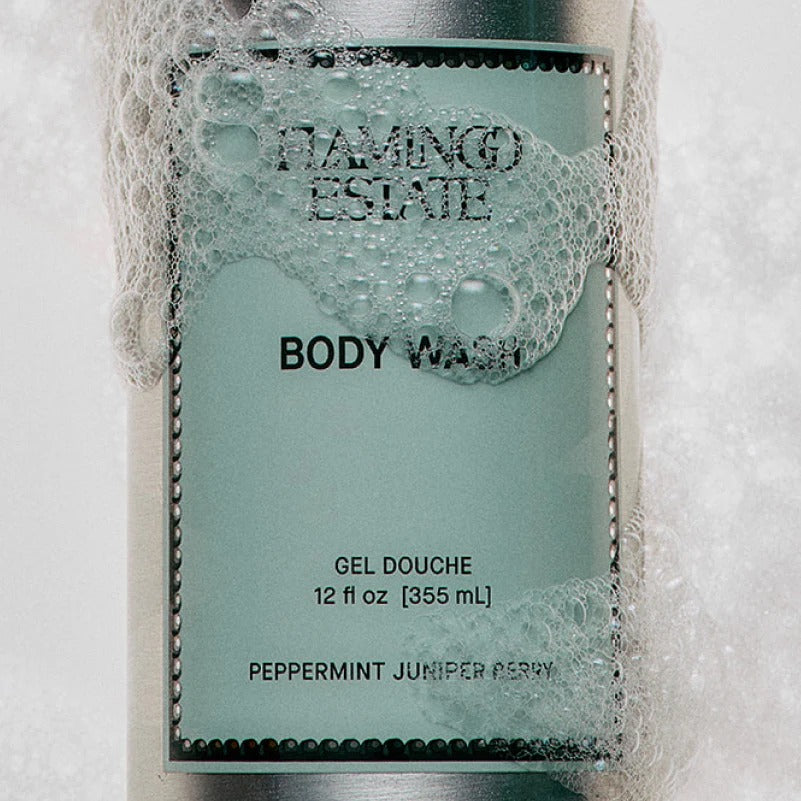 FLAMINGO
ESTATE
BODY WASH
GEL DOUCHE
12 fl oz [355 mL]
PEPPERMINT JUNIPER BERRY